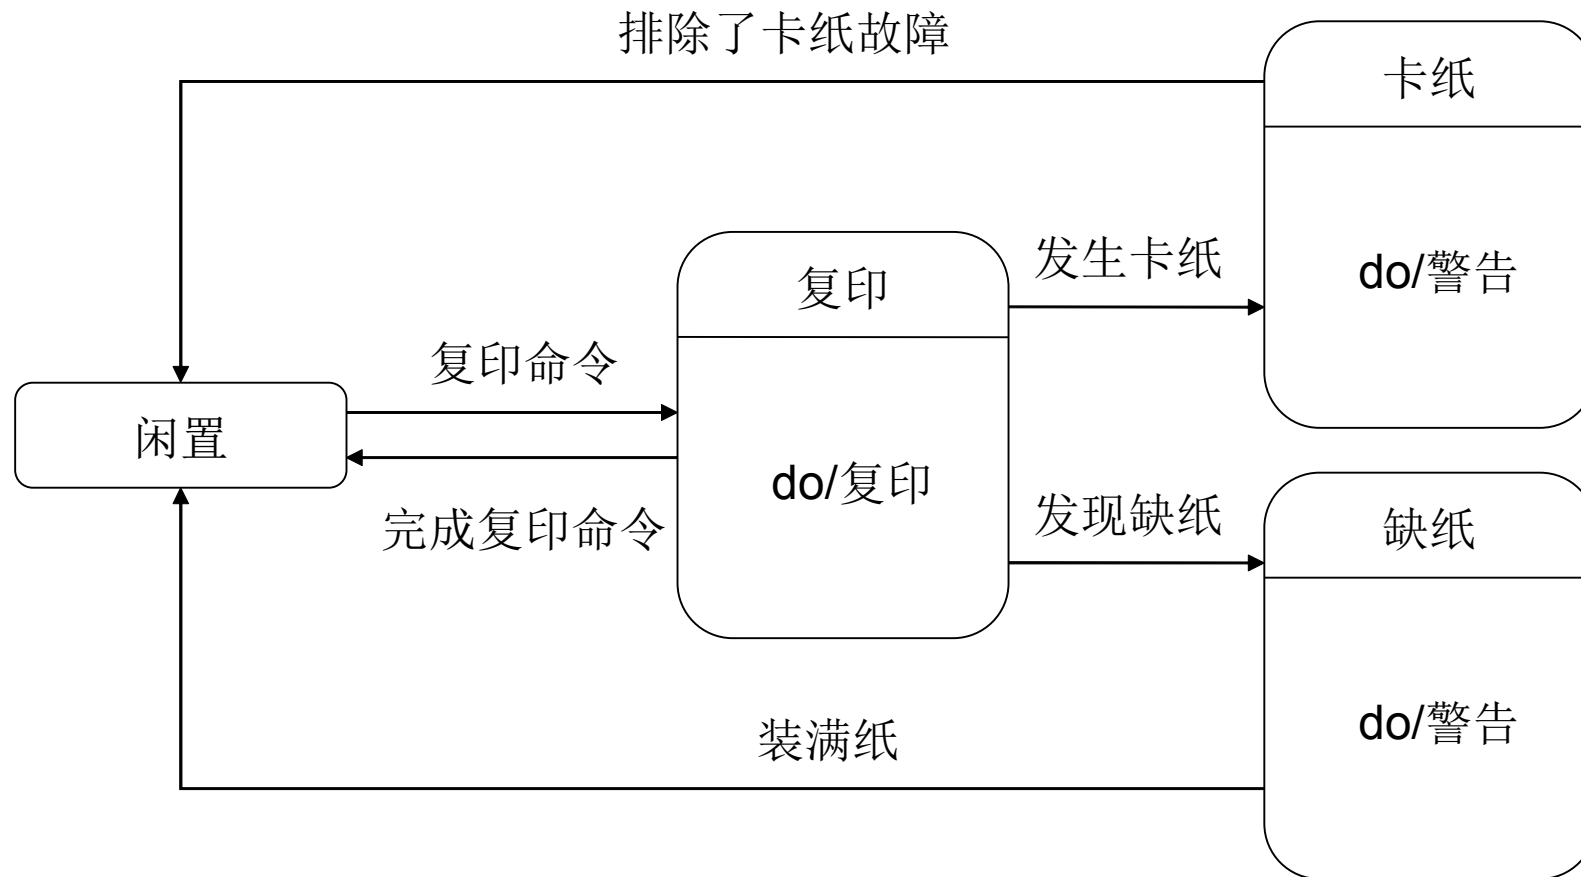 排除了卡纸故障
卡纸
do/警告
发生卡纸
复印
复印命令
闲置
do/复印
完成复印命令
发现缺纸
缺纸
do/警告
装满纸